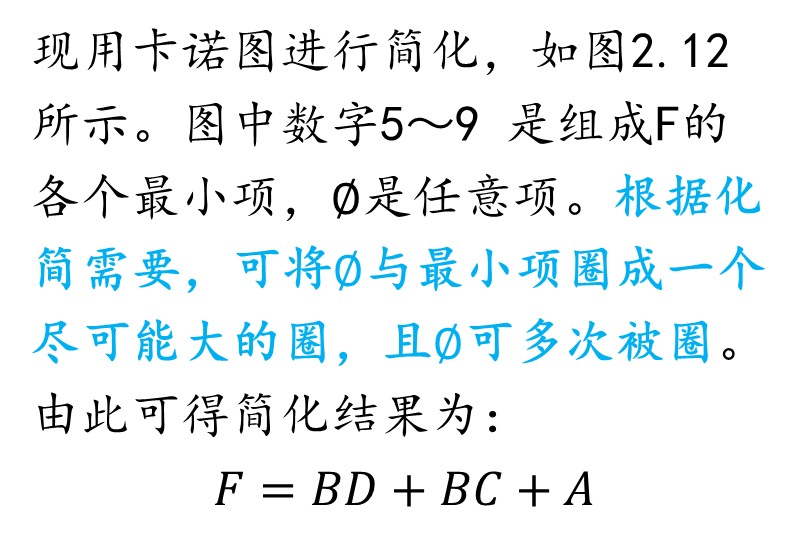 现用卡诺图进行简化，如图2.12
所示。图中数字5～9 是组成F的
各个最小项，∅是任意项。根据化
简需要，可将∅与最小项圈成一个
尽可能大的圈，且∅可多次被圈。
由此可得简化结果为：
F = BD + BC + A